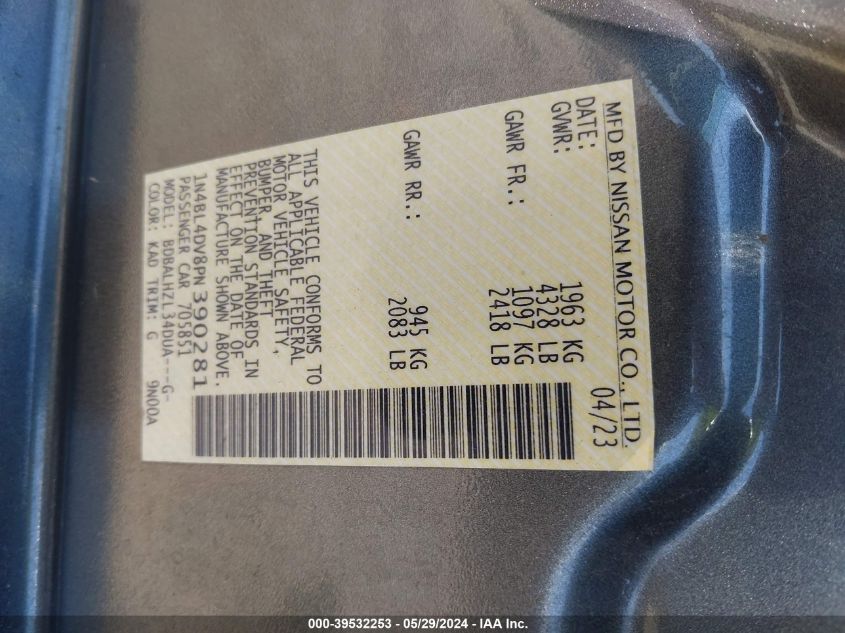 MFD BY NISSAN MOTOR CO., LTD.
DATE: 04/23
GVWR: 1963 KG
4328 LB
GAWR FR.: 1097 KG
2418 LB
GAWR RR.: 945 KG
2083 LB
THIS VEHICLE CONFORMS TO
ALL APPLICABLE FEDERAL
MOTOR VEHICLE SAFETY,
BUMPER, AND THEFT
PREVENTION STANDARDS IN
EFFECT ON THE DATE OF
MANUFACTURE SHOWN ABOVE.
1N4BL4DV8PN390281
PASSENGER CAR 705851
MODEL: BDBALHZL34DUA---G-
COLOR: KAD TRIM: G 9N00A
000-39532253 - 05/29/2024 - IAA Inc.